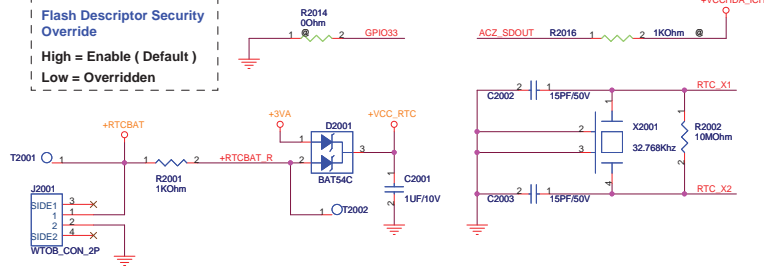 Flash Descriptor Security
Override
High = Enable ( Default )
Low = Overridden
R2014
0Ohm
1 @ 2 GPIO33
+VCCHDA_ICH
ACZ_SDOUT R2016 1 2 1KOhm @
C2002 2 1 15PF/50V RTC_X1
1
2
3
4
X2001
32.768Khz
1
R2002
10MOhm
2
C2003 2 1 15PF/50V RTC_X2
+RTCBAT
T2001 1
1 2 +RTCBAT_R
R2001
1KOhm
+3VA
D2001
1
2
3
BAT54C
+VCC_RTC
1
C2001
1UF/10V
2
1 T2002
J2001
SIDE1 3
1 1
2 2
SIDE2 4
WTOB_CON_2P